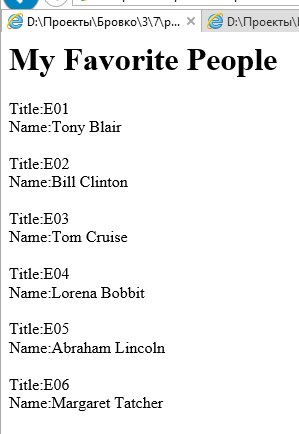 D:\Проекты\Бровко\3\7\p...
D:\Проекты\
My Favorite People
Title:E01
Name:Tony Blair
Title:E02
Name:Bill Clinton
Title:E03
Name:Tom Cruise
Title:E04
Name:Lorena Bobbit
Title:E05
Name:Abraham Lincoln
Title:E06
Name:Margaret Tatcher